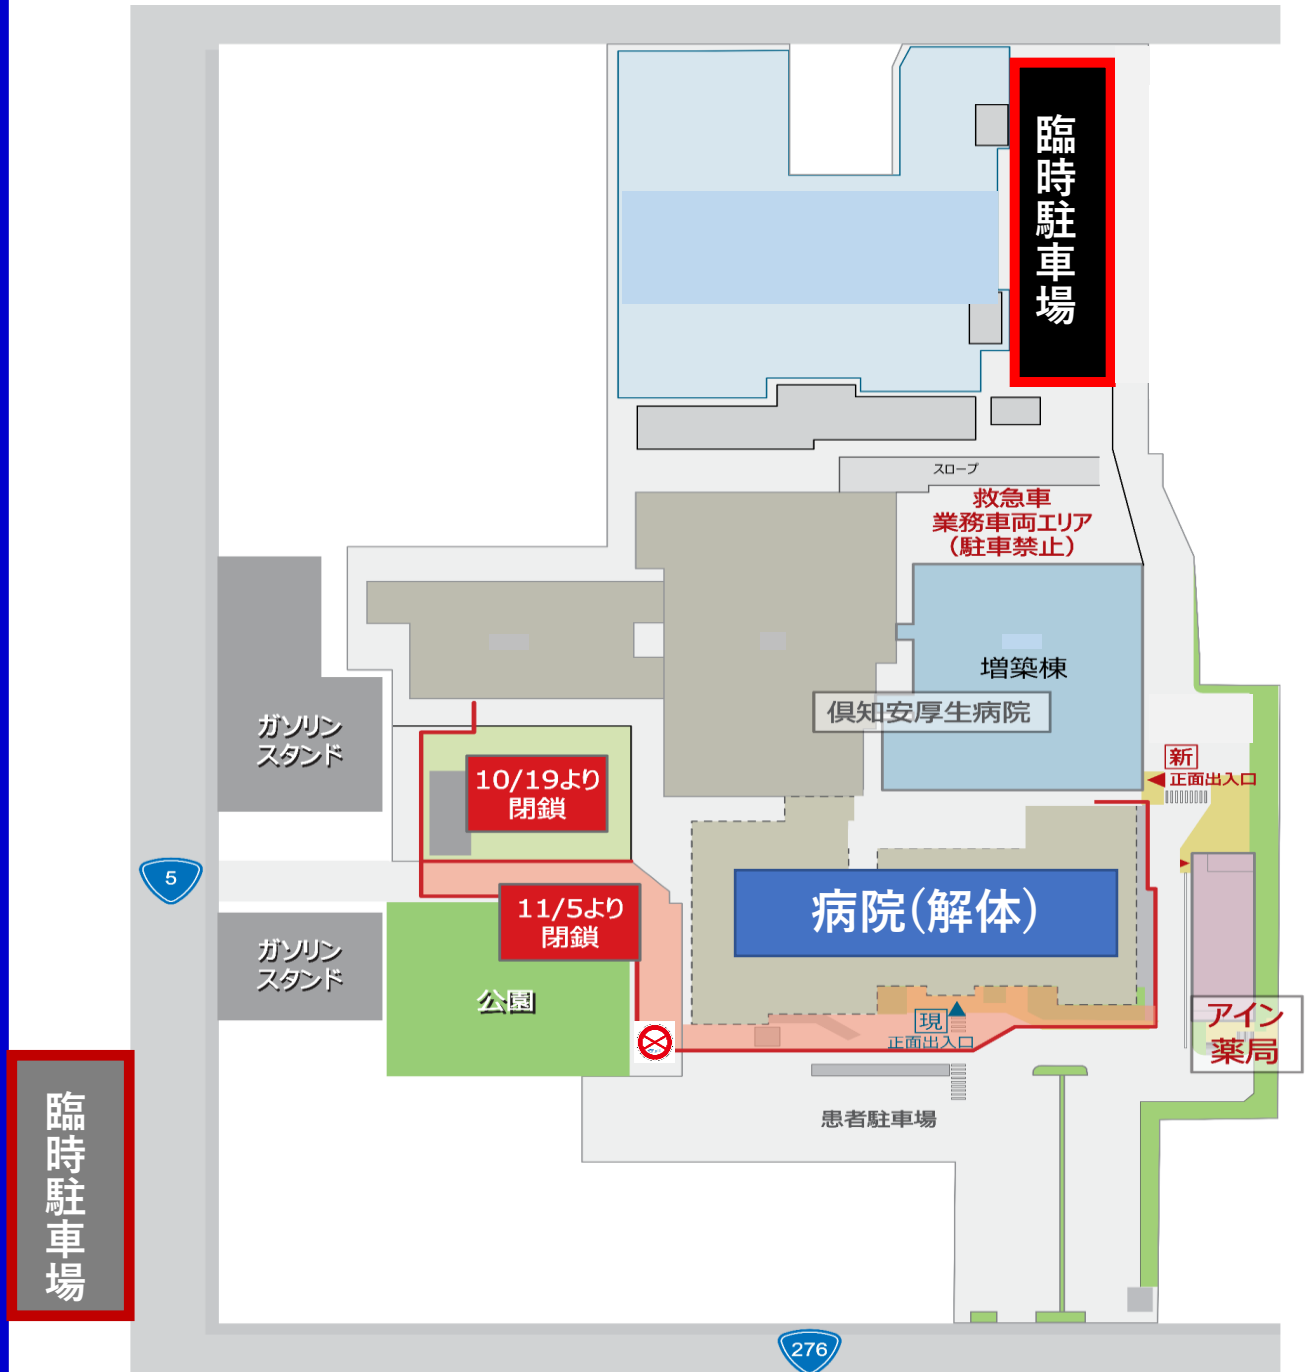 臨時駐車場
スロープ
救急車
業務車両エリア
（駐車禁止）
増築棟
倶知安厚生病院
ガソリン
スタンド
新
正面出入口
10/19より
閉鎖
5
11/5より
閉鎖
病院(解体)
ガソリン
スタンド
公園
現
正面出入口
アイン
薬局
患者駐車場
臨時駐車場
276